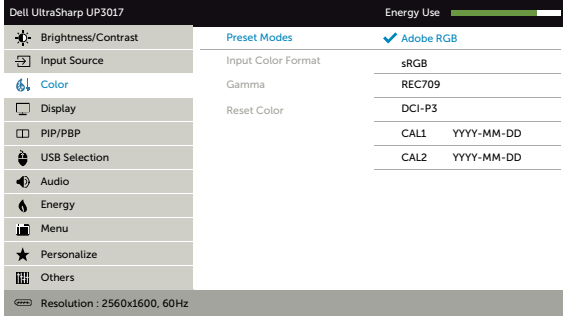 Dell UltraSharp UP3017 Energy Use
Brightness/Contrast Preset Modes Adobe RGB
Input Source Input Color Format sRGB
Color Gamma REC709
Display Reset Color DCI-P3
PIP/PBP CAL1 YYYY-MM-DD
USB Selection CAL2 YYYY-MM-DD
Audio
Energy
Menu
Personalize
Others
Resolution : 2560x1600, 60Hz